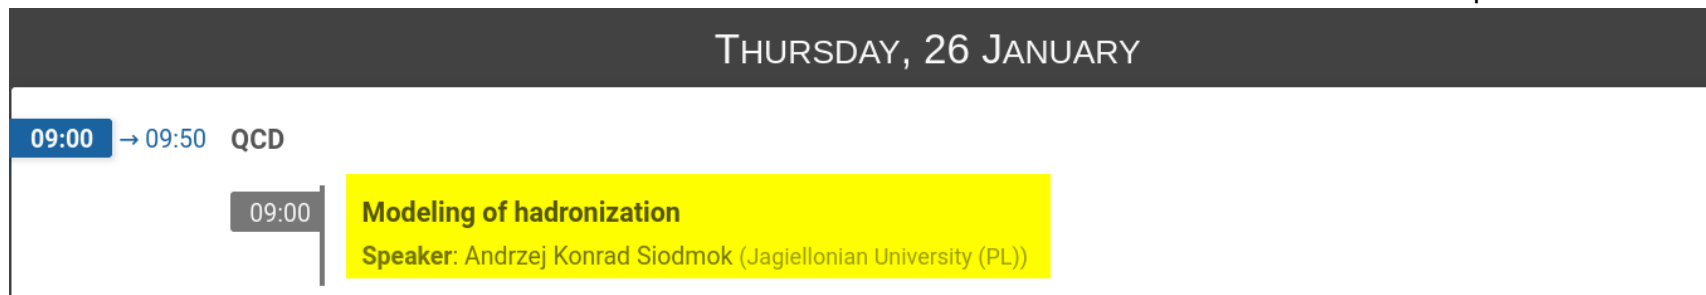 THURSDAY, 26 JANUARY
09:00 → 09:50 QCD
09:00 Modeling of hadronization
Speaker: Andrzej Konrad Siodmok (Jagiellonian University (PL))